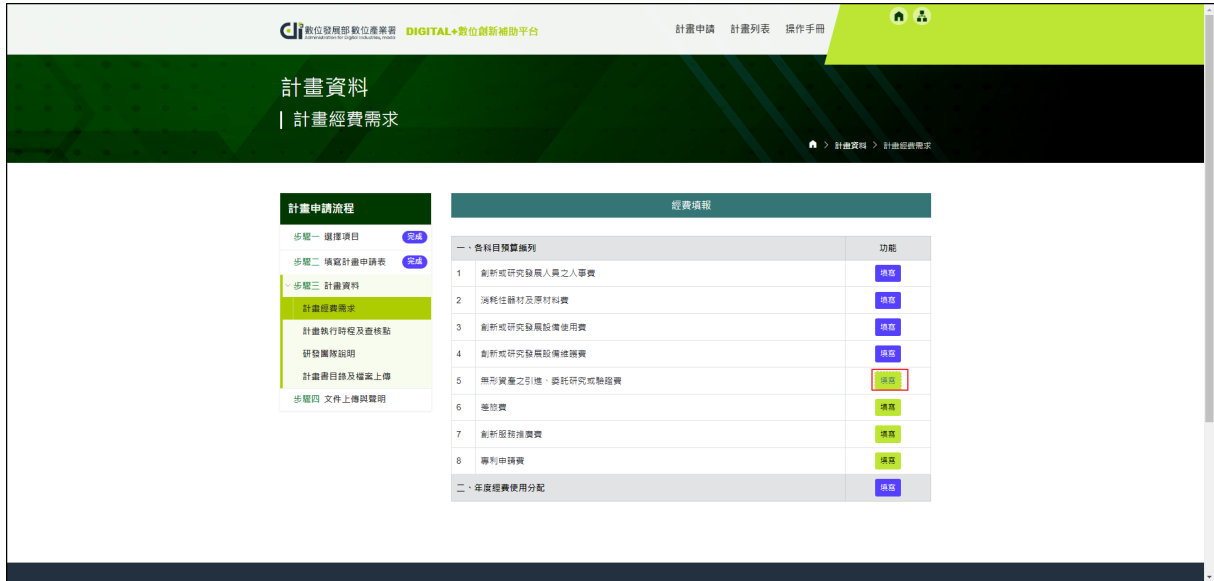 數位發展部數位產業署 DIGITAL+數位創新補助平台
Administration for Digital Industries, moda
計畫申請 計畫列表 操作手冊
計畫資料
| 計畫經費需求
> 計畫資料 > 計畫經費需求
計畫申請流程
步驟一 選擇項目 完成
步驟二 填寫計畫申請表 完成
步驟三 計畫資料
計畫經費需求
計畫執行時程及查核點
研發團隊說明
計畫書目錄及檔案上傳
步驟四 文件上傳與聲明
經費填報
一、各科目預算編列 功能
1 創新或研究發展人員之人事費 填寫
2 消耗性器材及原材料費 填寫
3 創新或研究發展設備使用費 填寫
4 創新或研究發展設備維護費 填寫
5 無形資產之引進、委託研究或驗證費 填寫
6 差旅費 填寫
7 創新服務推廣費 填寫
8 專利申請費 填寫
二、年度經費使用分配 填寫